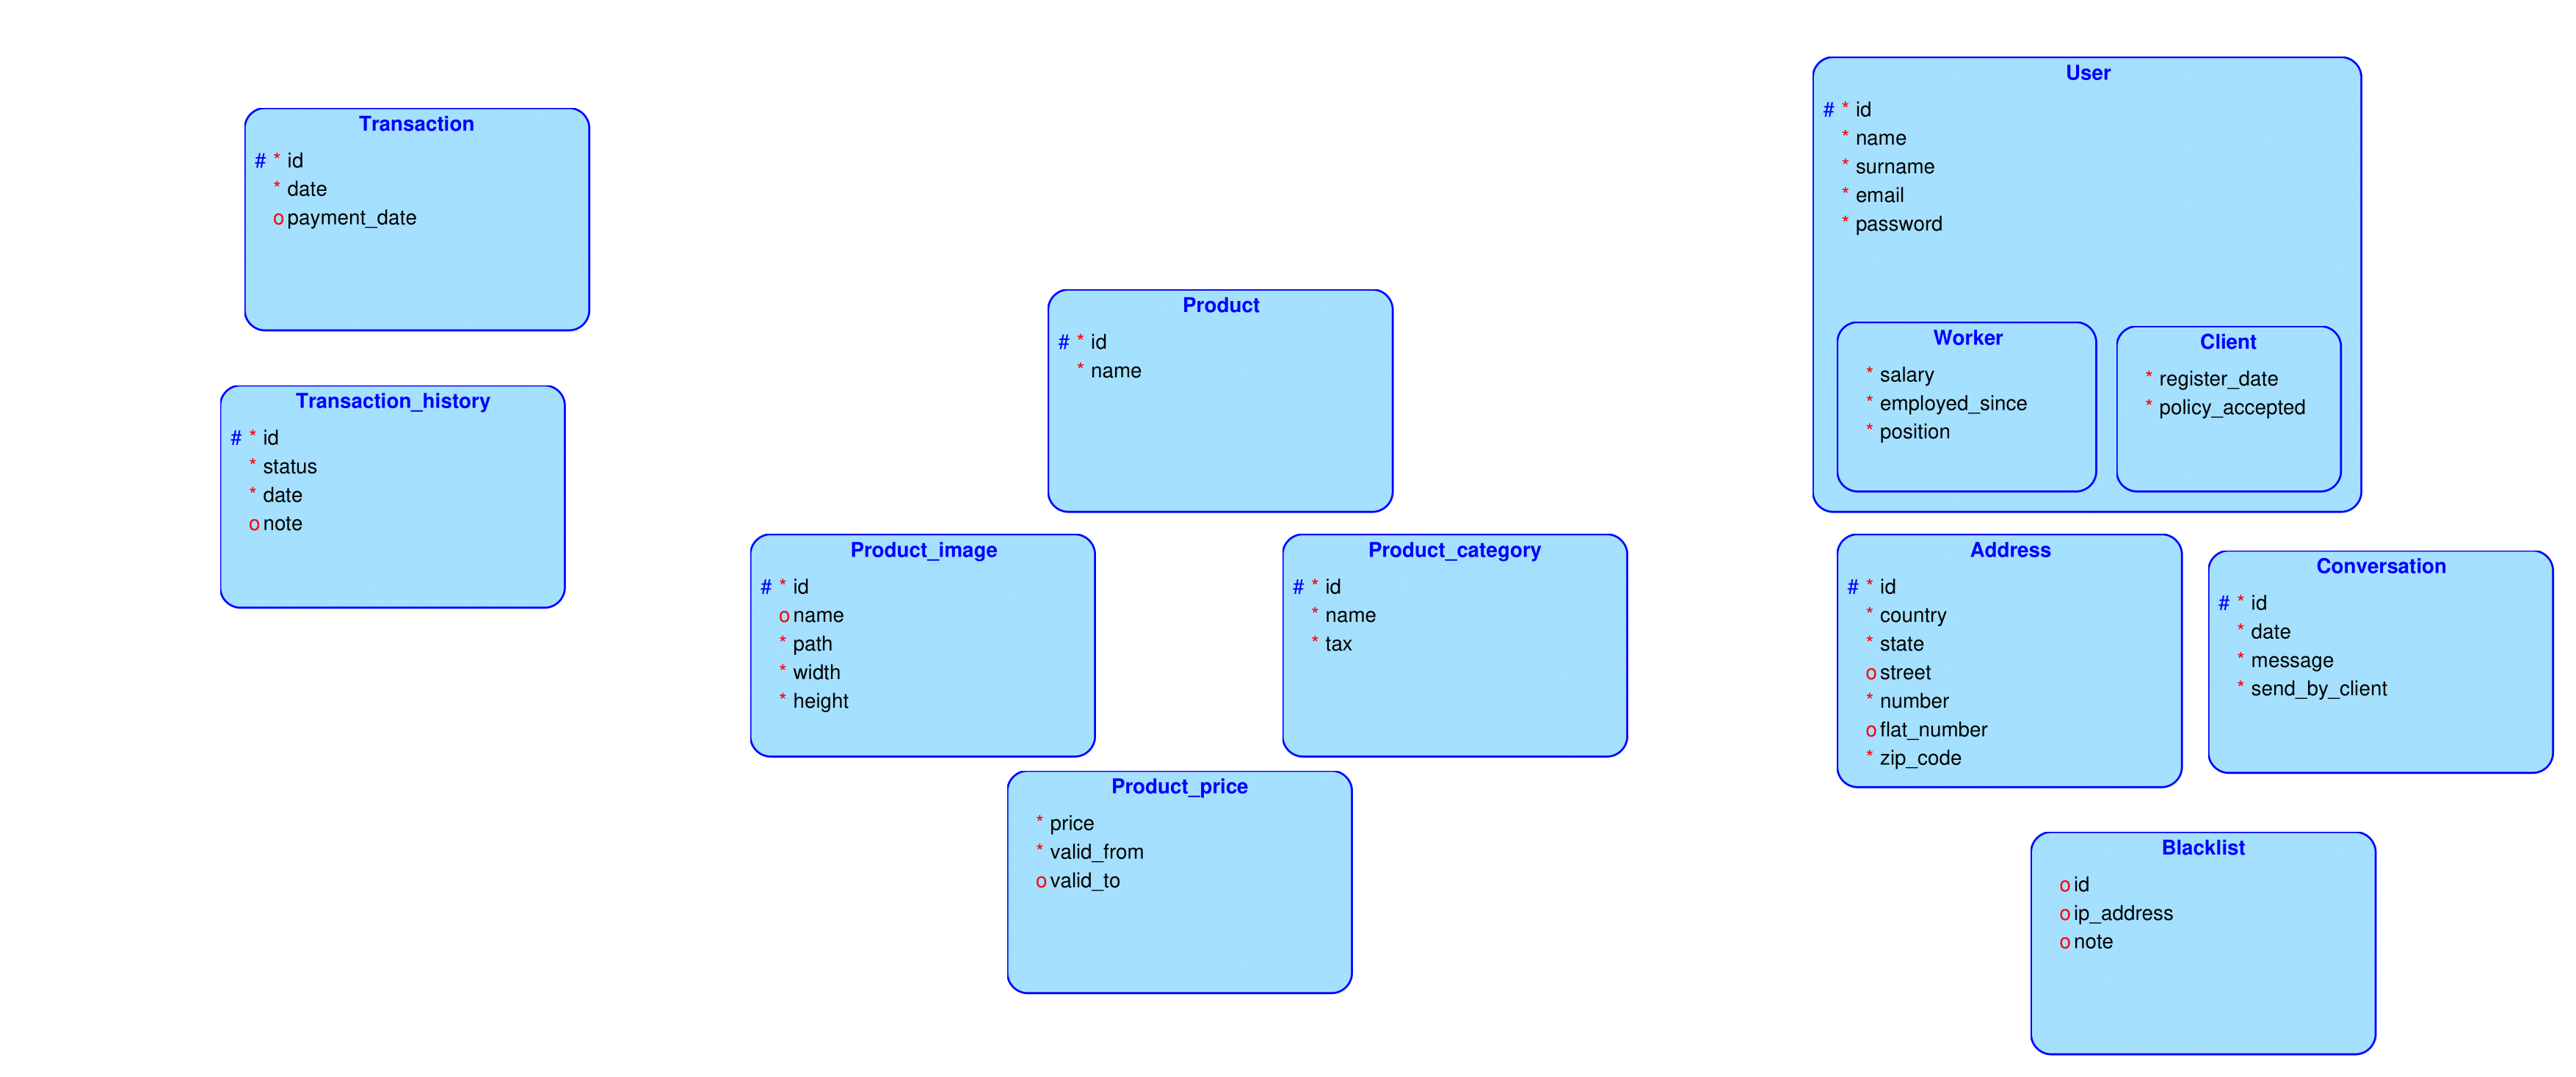 Transaction
# * id
* date
o payment_date
Transaction_history
# * id
* status
* date
o note
Product
# * id
* name
Product_image
# * id
o name
* path
* width
* height
Product_category
# * id
* name
* tax
Product_price
* price
* valid_from
o valid_to
User
# * id
* name
* surname
* email
* password
Worker
* salary
* employed_since
* position
Client
* register_date
* policy_accepted
Address
# * id
* country
* state
o street
* number
o flat_number
* zip_code
Conversation
# * id
* date
* message
* send_by_client
Blacklist
o id
o ip_address
o note